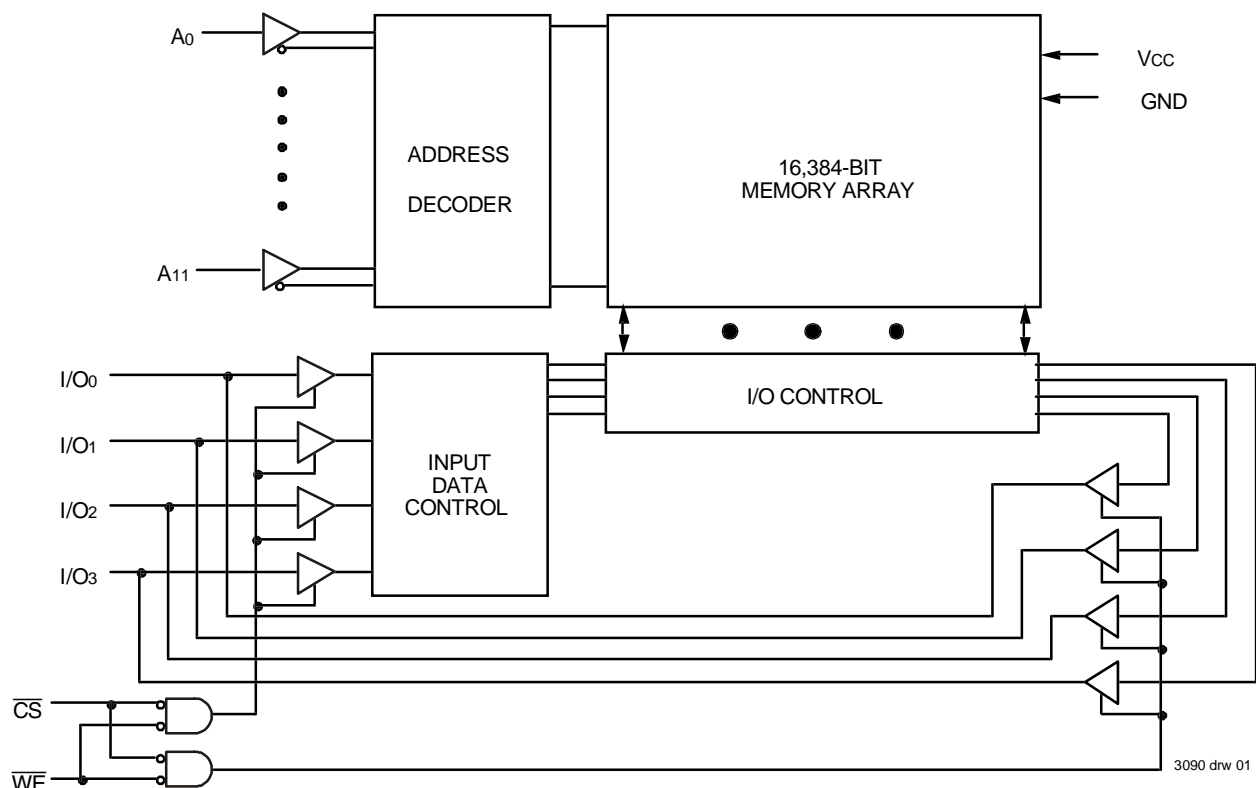 A0
VCC
GND
ADDRESS
DECODER
16,384-BIT
MEMORY ARRAY
A11
I/O0
I/O CONTROL
I/O1
INPUT
DATA
CONTROL
I/O2
I/O3
CS
WE
3090 drw 01